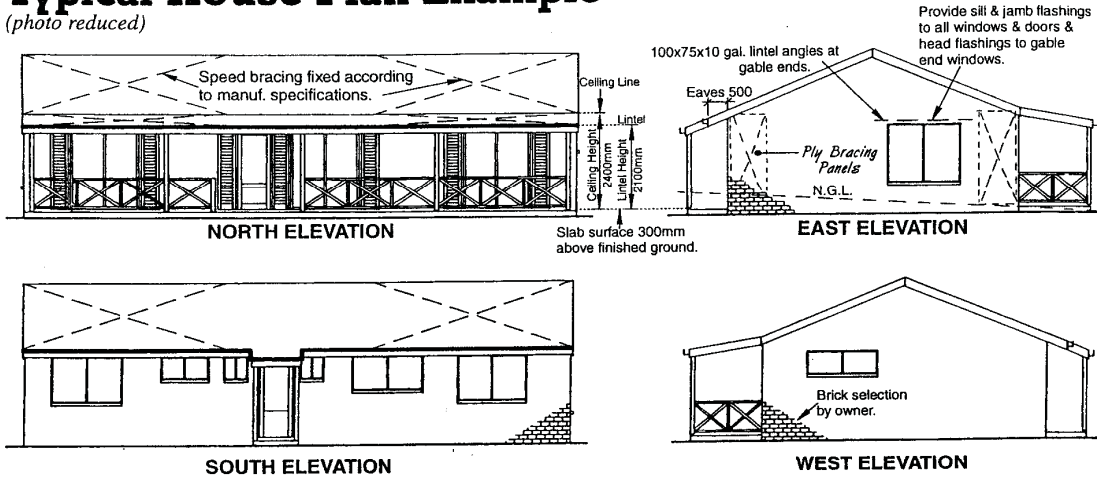 Typical House Plan Example
(photo reduced)
Speed bracing fixed according
to manuf. specifications.
Ceiling Line
Lintel
Ceiling Height
2400mm
Lintel Height
2100mm
NORTH ELEVATION
Slab surface 300mm
above finished ground.
Provide sill & jamb flashings
to all windows & doors &
head flashings to gable
end windows.
100x75x10 gal. lintel angles at
gable ends.
Eaves 500
Ply Bracing
Panels
N.G.L.
EAST ELEVATION
SOUTH ELEVATION
Brick selection
by owner.
WEST ELEVATION